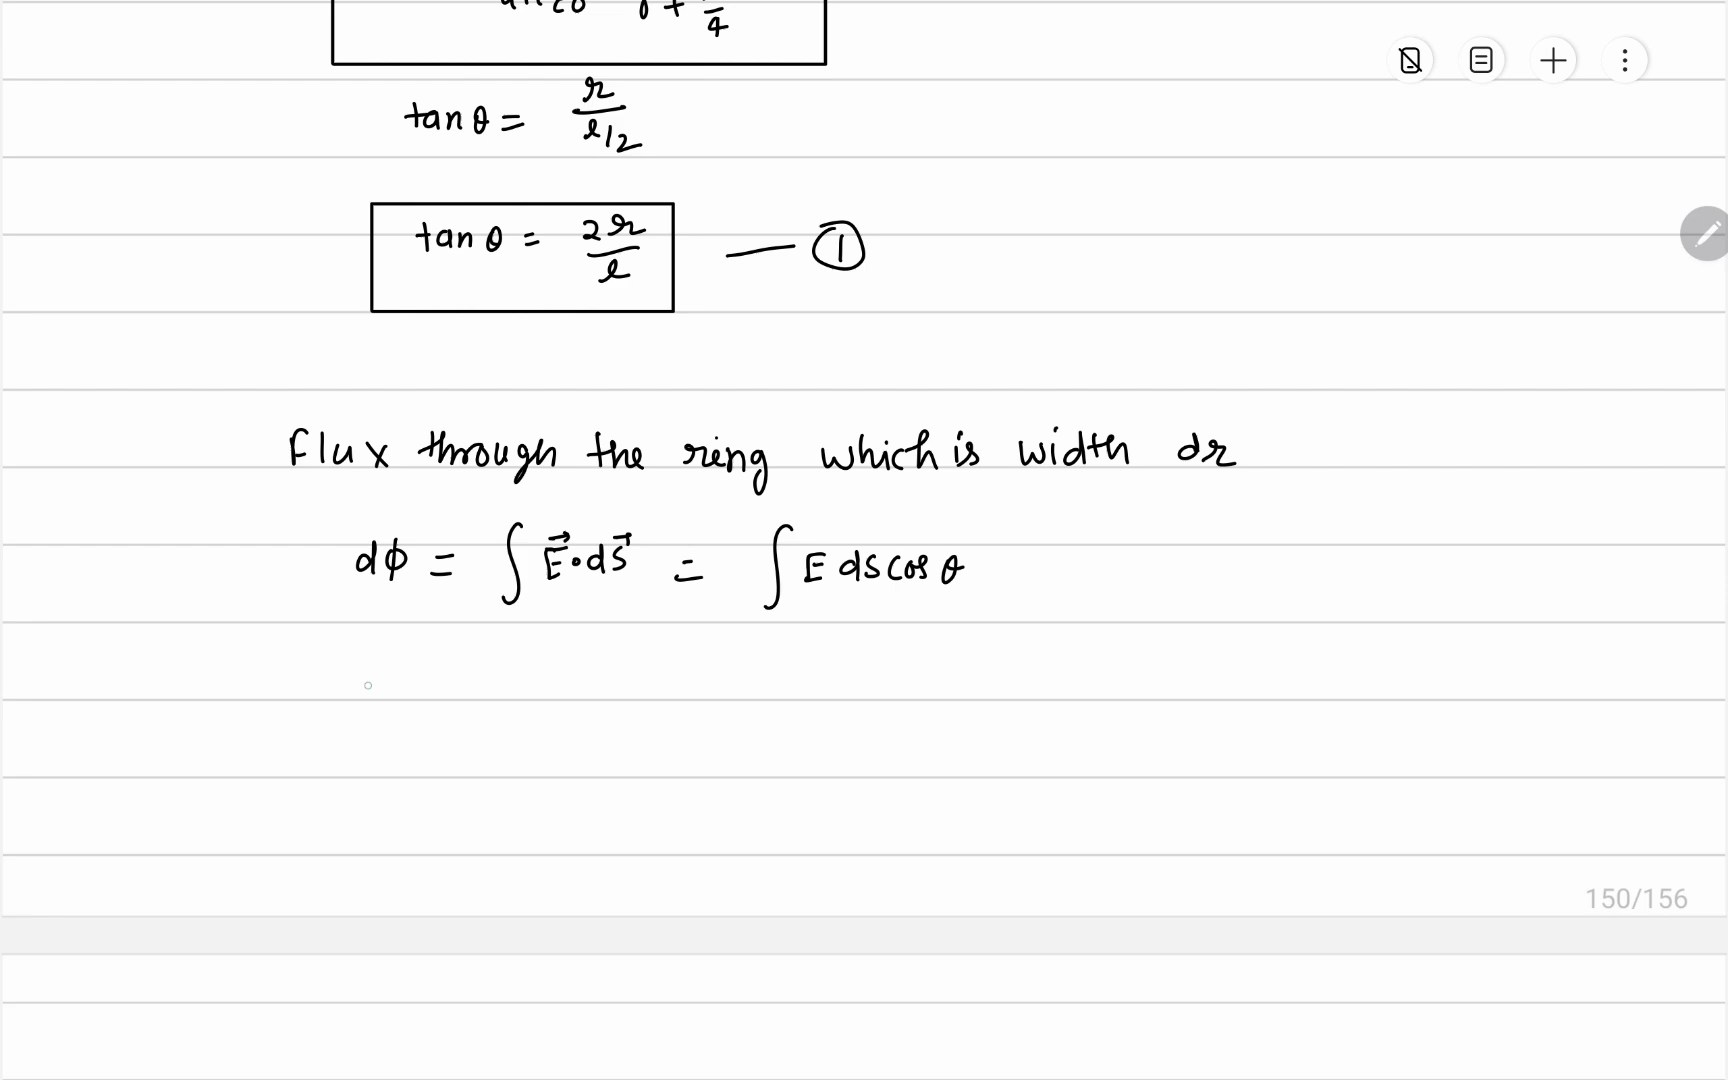 4
tan θ = r / l/2
tan θ = 2r / l — ①
Flux through the ring which is width dr
dϕ = ∫ E⃗·dS⃗ = ∫ E ds cos θ
150/156